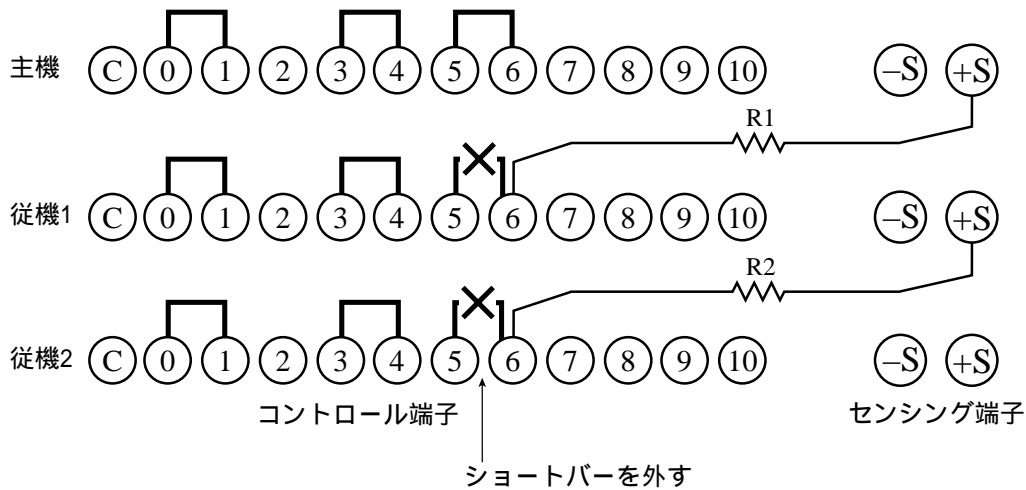 主機 C 0 1 2 3 4 5 6 7 8 9 10 –S +S
R1
従機1 C 0 1 2 3 4 5 6 7 8 9 10 –S +S
R2
従機2 C 0 1 2 3 4 5 6 7 8 9 10 –S +S
コントロール端子 センシング端子
ショートバーを外す